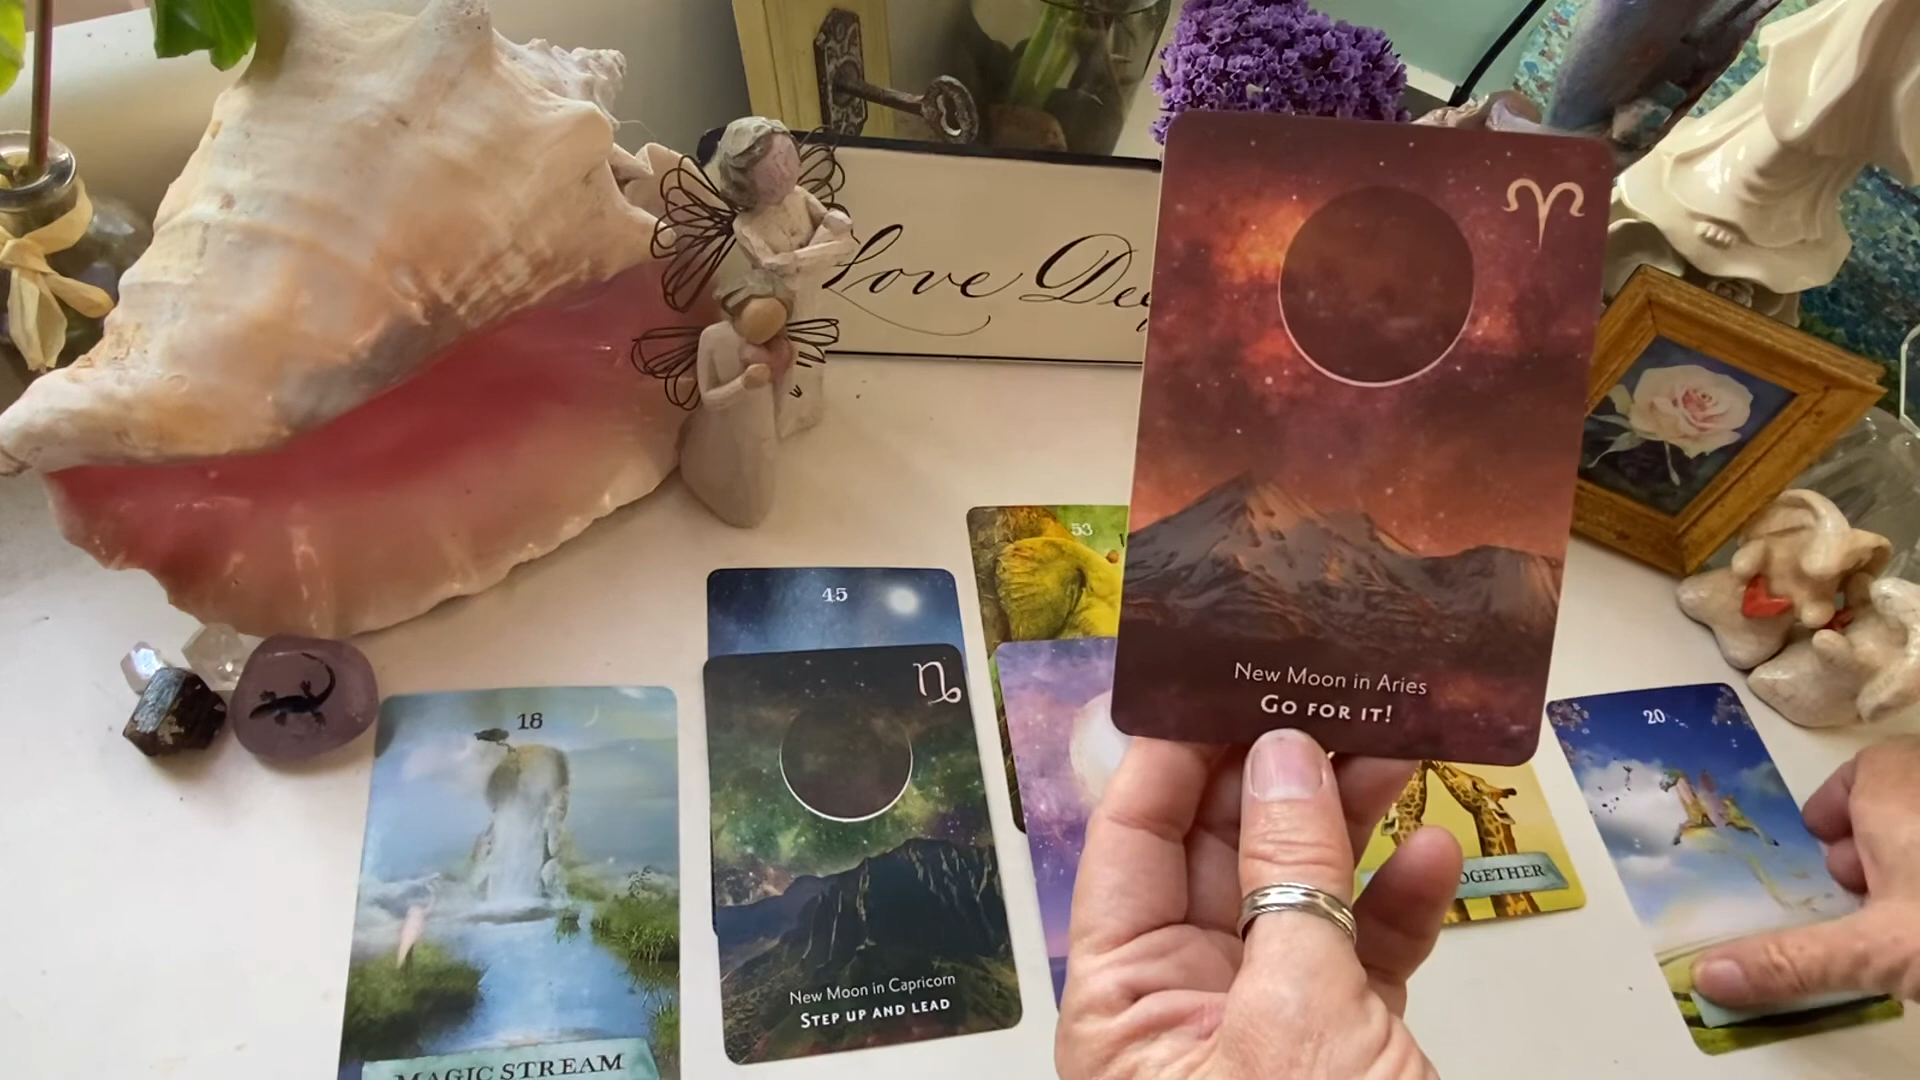 Love
53
45
New Moon in Aries
GO FOR IT!
18
20
OGETHER
New Moon in Capricorn
STEP UP AND LEAD
MAGIC STREAM